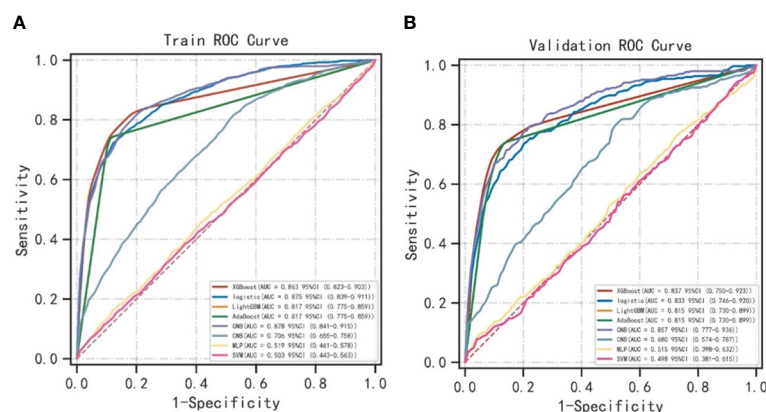 A
Train ROC Curve
Sensitivity
1.0
0.8
0.6
0.4
0.2
0.0
XGBoost(AUC = 0.863 95%CI (0.823-0.903))
logistic(AUC = 0.875 95%CI (0.839-0.911))
LightGBM(AUC = 0.817 95%CI (0.775-0.859))
AdaBoost(AUC = 0.817 95%CI (0.775-0.859))
GNB(AUC = 0.878 95%CI (0.841-0.915))
CNB(AUC = 0.706 95%CI (0.655-0.758))
MLP(AUC = 0.519 95%CI (0.461-0.578))
SVM(AUC = 0.503 95%CI (0.443-0.563))
0.0 0.2 0.4 0.6 0.8 1.0
1-Specificity
B
Validation ROC Curve
Sensitivity
1.0
0.8
0.6
0.4
0.2
0.0
XGBoost(AUC = 0.837 95%CI (0.750-0.923))
logistic(AUC = 0.833 95%CI (0.746-0.920))
LightGBM(AUC = 0.815 95%CI (0.730-0.899))
AdaBoost(AUC = 0.815 95%CI (0.730-0.899))
GNB(AUC = 0.857 95%CI (0.777-0.936))
CNB(AUC = 0.680 95%CI (0.574-0.787))
MLP(AUC = 0.515 95%CI (0.398-0.632))
SVM(AUC = 0.498 95%CI (0.381-0.615))
0.0 0.2 0.4 0.6 0.8 1.0
1-Specificity